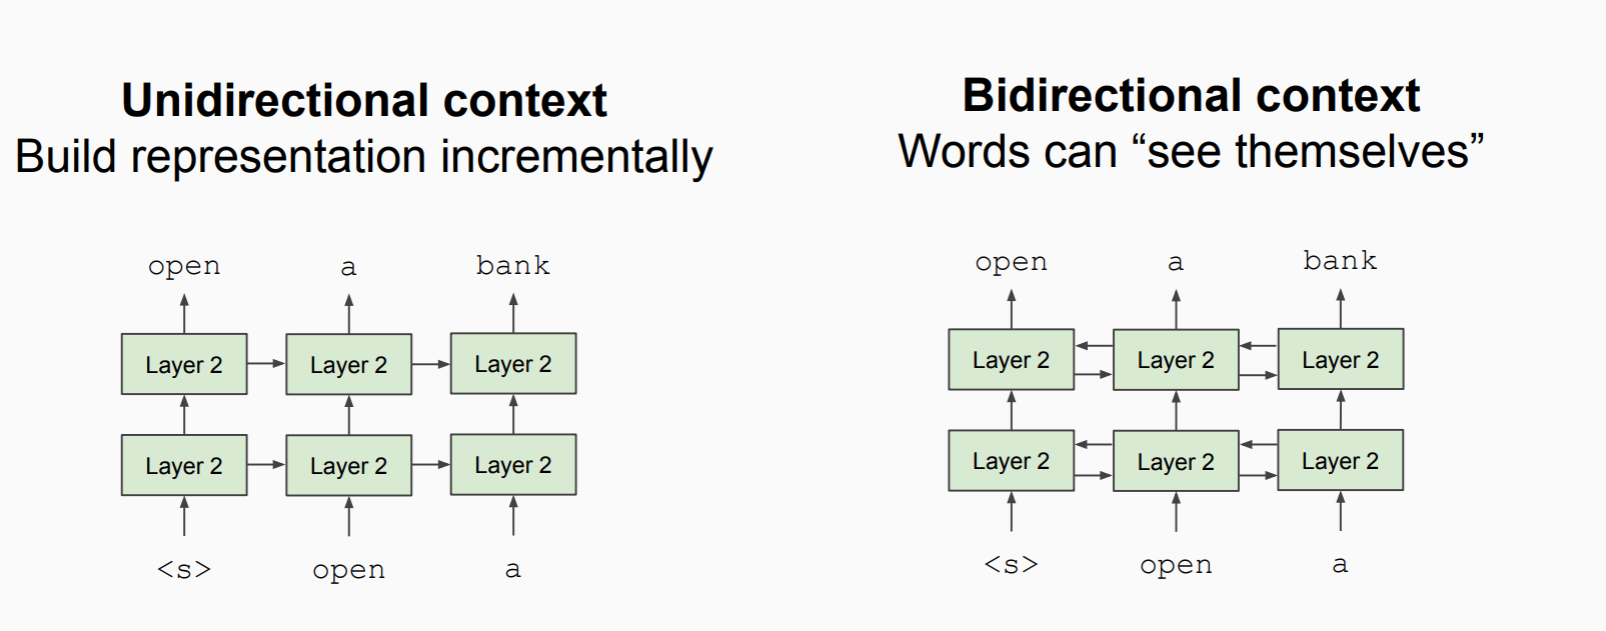 Unidirectional context
Build representation incrementally
open a bank
Layer 2 Layer 2 Layer 2
Layer 2 Layer 2 Layer 2
<s> open a
Bidirectional context
Words can “see themselves”
open a bank
Layer 2 Layer 2 Layer 2
Layer 2 Layer 2 Layer 2
<s> open a